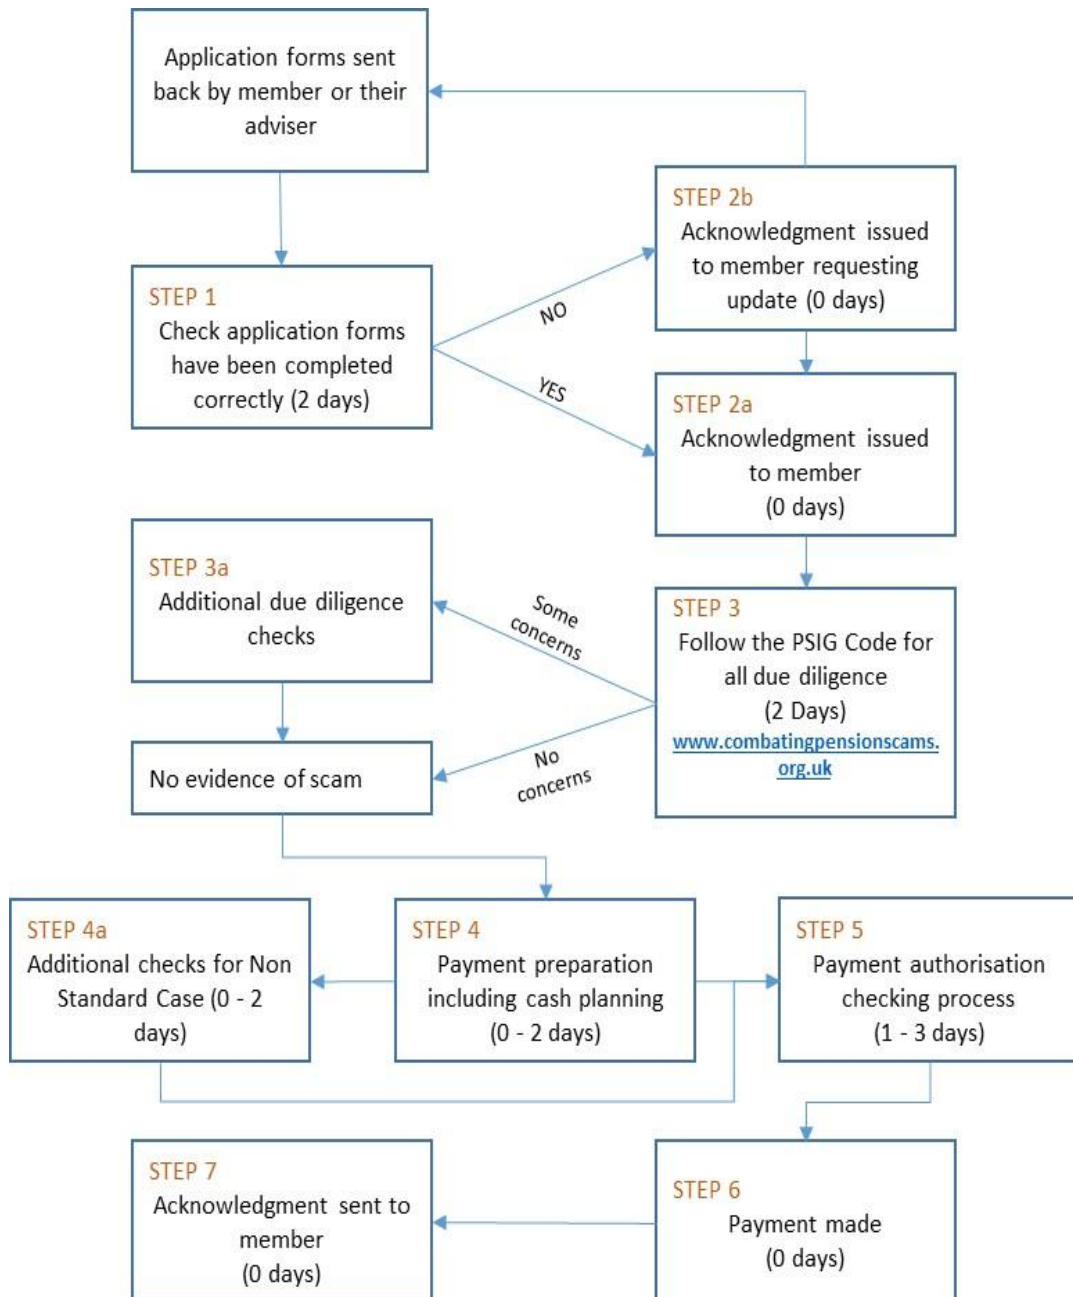 Application forms sent
back by member or their
adviser
STEP 2b
Acknowledgment issued
to member requesting
update (0 days)
STEP 1
Check application forms
have been completed
correctly (2 days)
NO
YES
STEP 2a
Acknowledgment issued
to member
(0 days)
STEP 3a
Additional due diligence
checks
Some
concerns
STEP 3
Follow the PSIG Code for
all due diligence
(2 Days)
www.combatingpensionscams.
org.uk
No evidence of scam
No
concerns
STEP 4a
Additional checks for Non
Standard Case (0 - 2
days)
STEP 4
Payment preparation
including cash planning
(0 - 2 days)
STEP 5
Payment authorisation
checking process
(1 - 3 days)
STEP 7
Acknowledgment sent to
member
(0 days)
STEP 6
Payment made
(0 days)